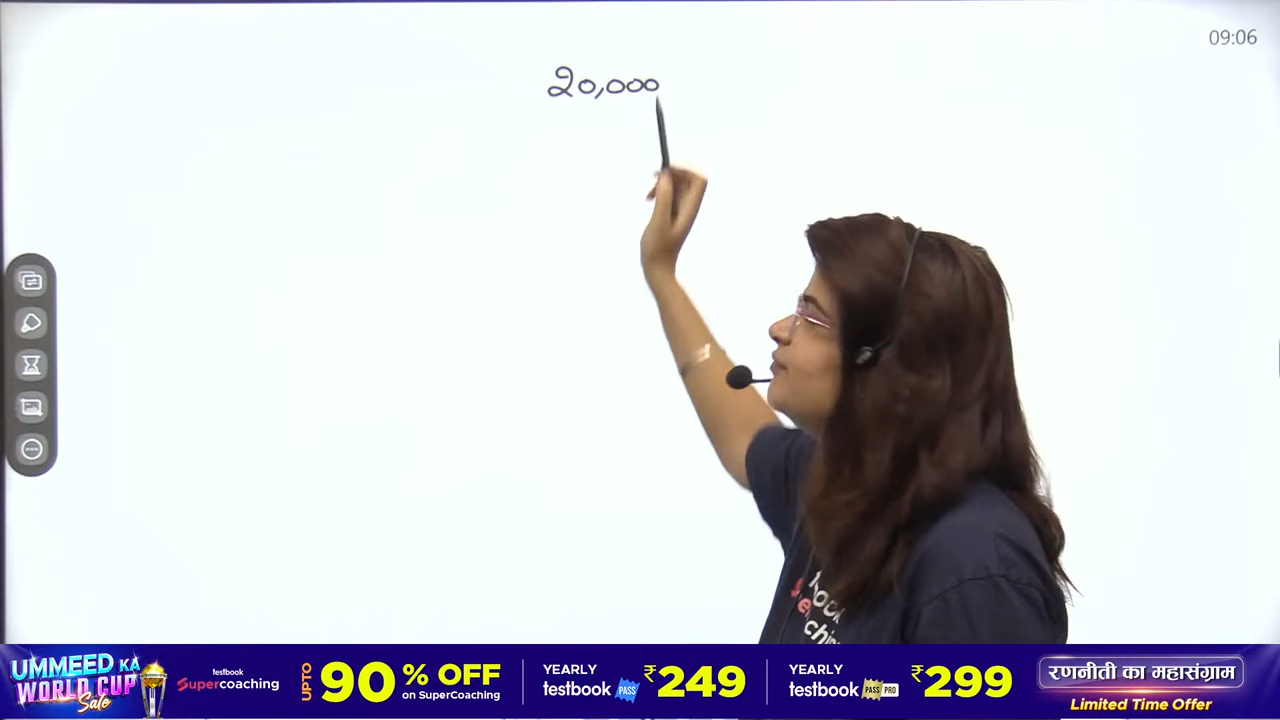 09:06
20,000
UMMEED KA
WORLD CUP
Sale
testbook
Supercoaching
UPTO
90% OFF
on SuperCoaching
YEARLY
testbook PASS
₹249
YEARLY
testbook PASS PRO
₹299
रणनीती का महासंग्राम
Limited Time Offer